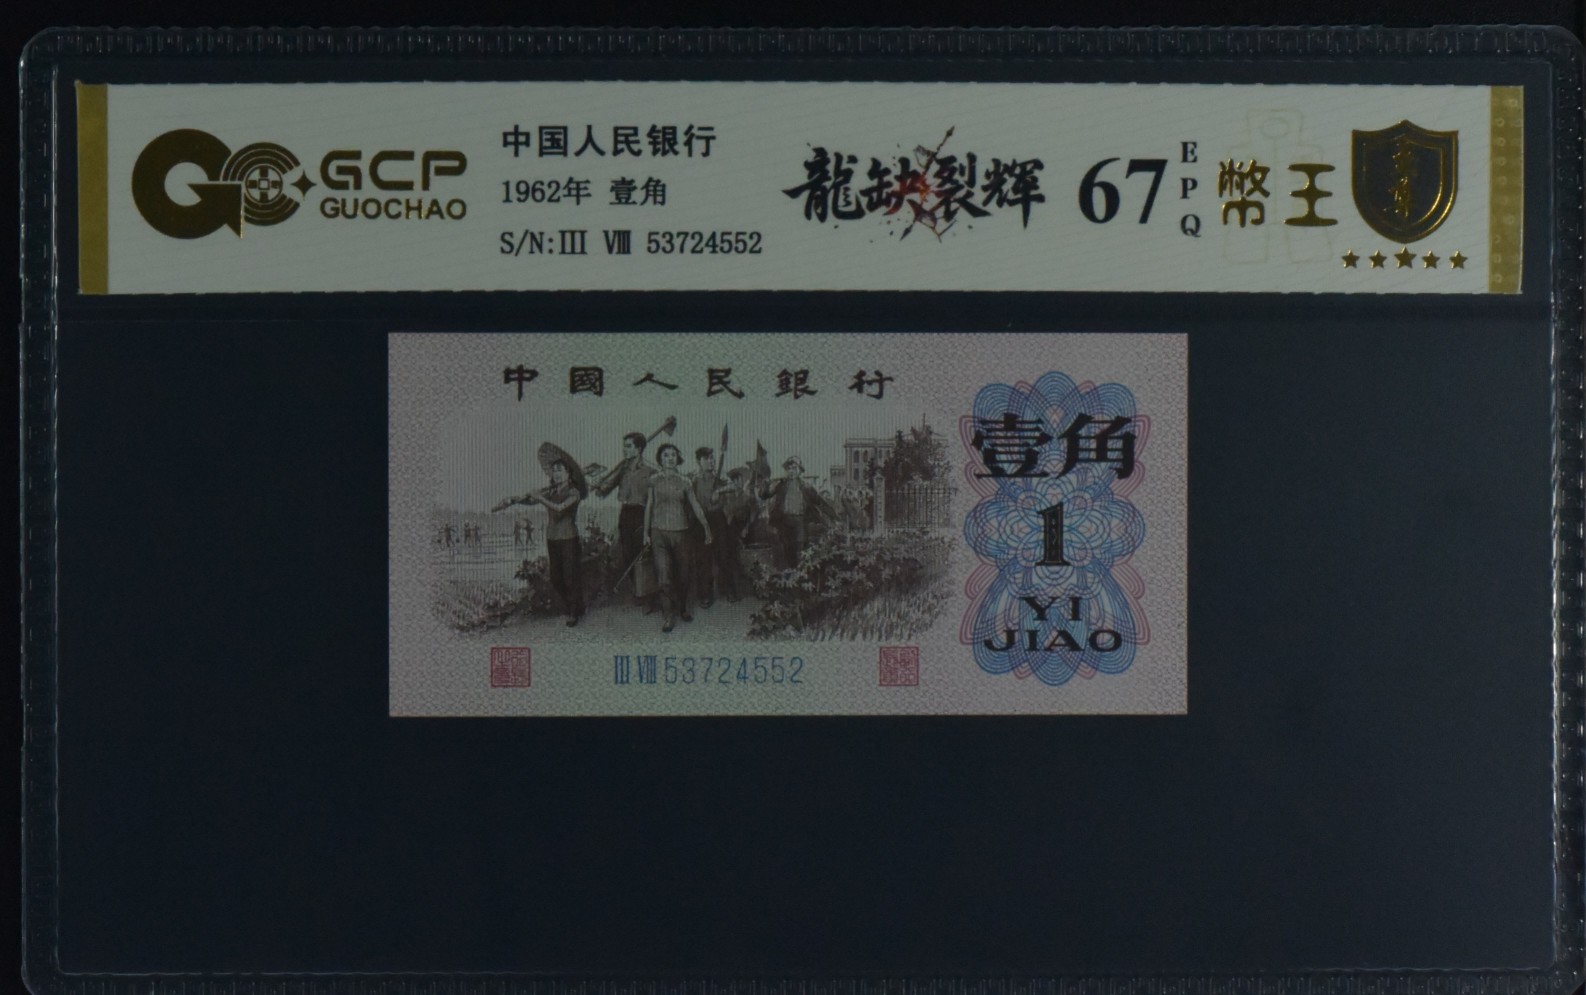 GCP
GUOCHAO
中国人民银行
1962年 壹角
S/N:III VIII 53724552
龍缺裂輝
67
EPQ
幣王
中國人民銀行
壹角
1
YI
JIAO
III VIII 53724552